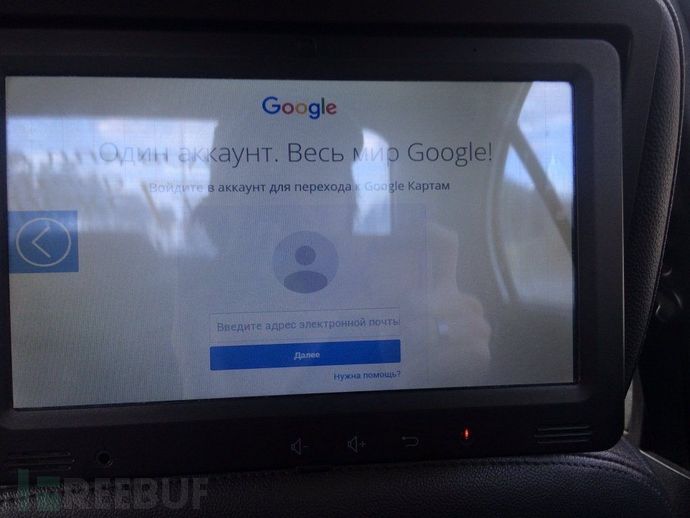 Google
Один аккаунт. Весь мир Google!
Войдите в аккаунт для перехода к Google Картам
Введите адрес электронной почты
Далее
Нужна помощь?
REEBUF